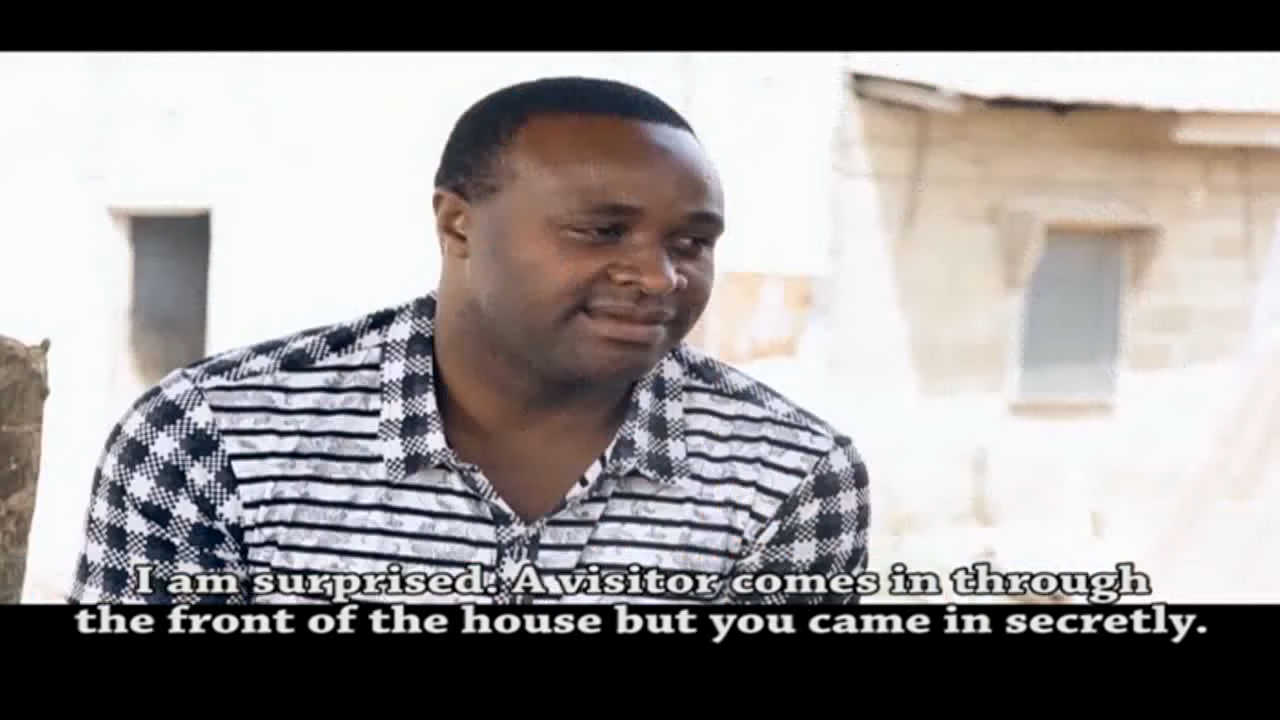 I am surprised. A visitor comes in through
the front of the house but you came in secretly.